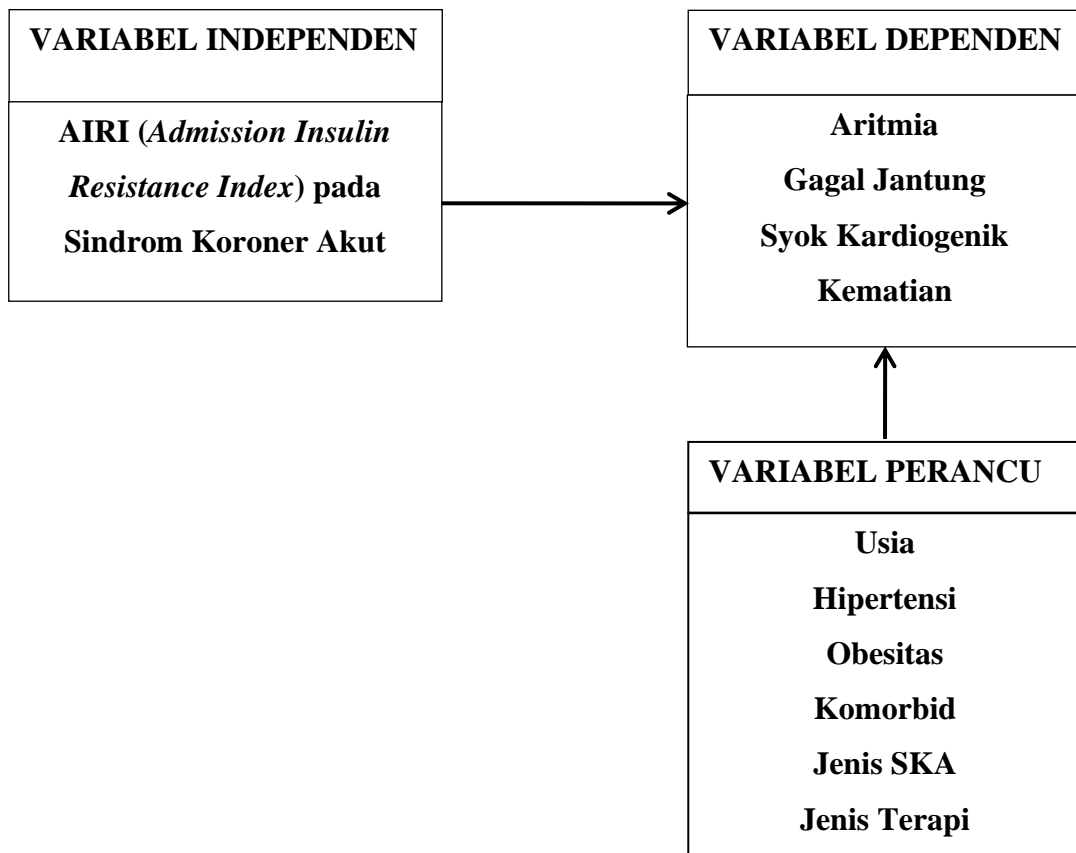 VARIABEL INDEPENDEN
AIRI (Admission Insulin
Resistance Index) pada
Sindrom Koroner Akut
VARIABEL DEPENDEN
Aritmia
Gagal Jantung
Syok Kardiogenik
Kematian
VARIABEL PERANCU
Usia
Hipertensi
Obesitas
Komorbid
Jenis SKA
Jenis Terapi